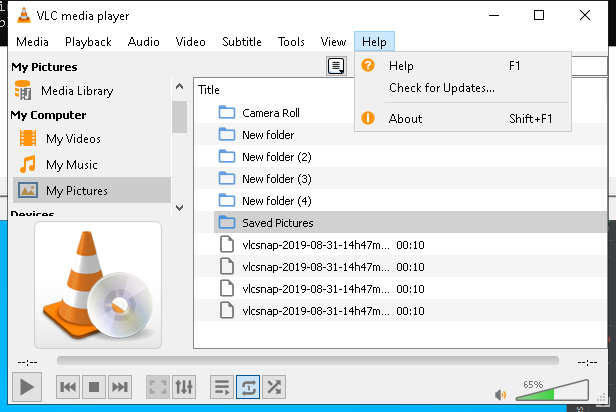 VLC media player
Media Playback Audio Video Subtitle Tools View Help
My Pictures
Media Library
My Computer
My Videos
My Music
My Pictures
Devices
Help F1
Check for Updates...
About Shift+F1
Title
Camera Roll
New folder
New folder (2)
New folder (3)
New folder (4)
Saved Pictures
vlcsnap-2019-08-31-14h47m... 00:10
vlcsnap-2019-08-31-14h47m... 00:10
vlcsnap-2019-08-31-14h47m... 00:10
vlcsnap-2019-08-31-14h47m... 00:10
--:-- --:--
65%